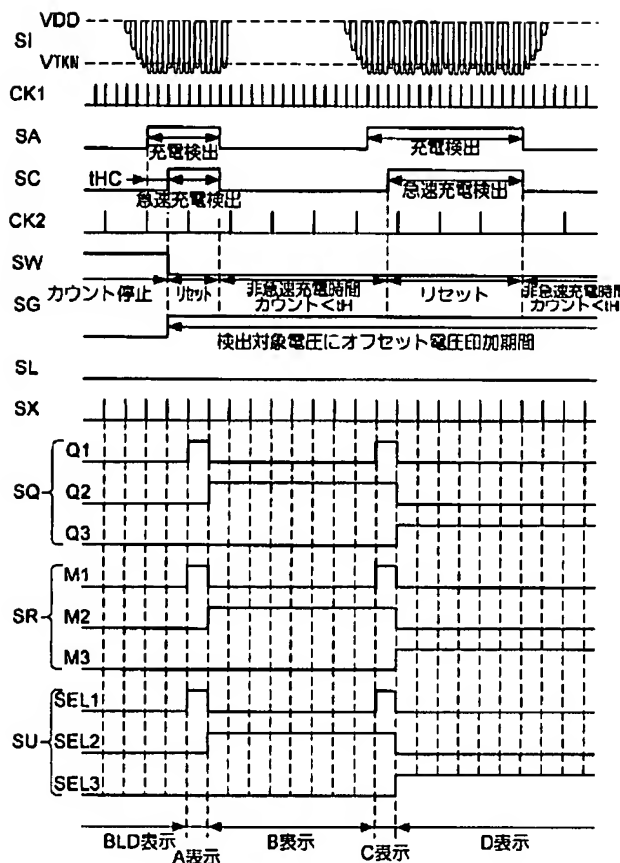 VDD
SI
VTKN
CK1
SA
充電検出
充電検出
SC
tHC
急速充電検出
急速充電検出
CK2
SW
カウント停止
リセット
非急速充電時間
カウント<tH
リセット
非急速充電時間
カウント<tH
SG
検出対象電圧にオフセット電圧印加期間
SL
SX
SQ
Q1
Q2
Q3
SR
M1
M2
M3
SU
SEL1
SEL2
SEL3
BLD表示
A表示
B表示
C表示
D表示